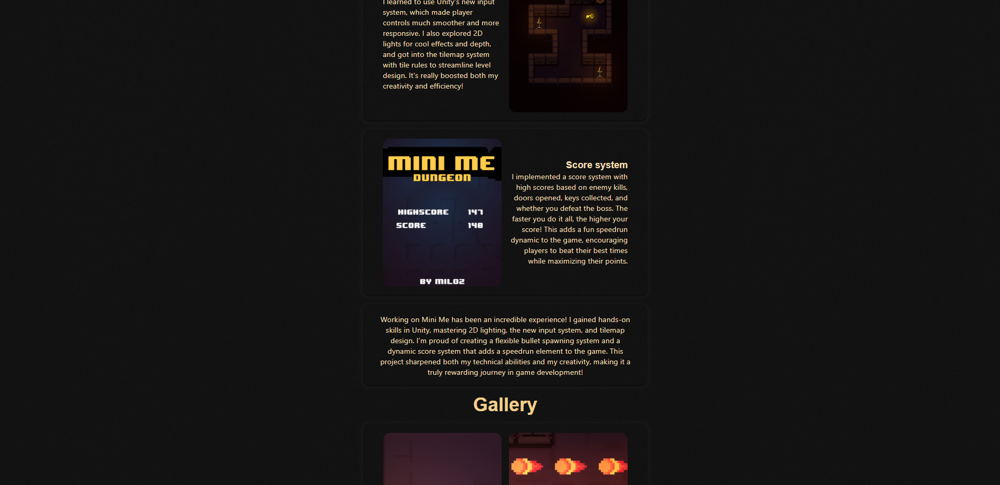 I learned to use Unity's new input
system, which made player
controls much smoother and more
responsive. I also explored 2D
lights for cool effects and depth,
and got into the tilemap system
with tile rules to streamline level
design. It's really boosted both my
creativity and efficiency!
MINI ME
DUNGEON
HIGHSCORE 147
SCORE 148
BY MILOZ
Score system
I implemented a score system with
high scores based on enemy kills,
doors opened, keys collected, and
whether you defeat the boss. The
faster you do it all, the higher your
score! This adds a fun speedrun
dynamic to the game, encouraging
players to beat their best times
while maximizing their points.
Working on Mini Me has been an incredible experience! I gained hands-on
skills in Unity, mastering 2D lighting, the new input system, and tilemap
design. I’m proud of creating a flexible bullet spawning system and a
dynamic score system that adds a speedrun element to the game. This
project sharpened both my technical abilities and my creativity, making it a
truly rewarding journey in game development!
Gallery